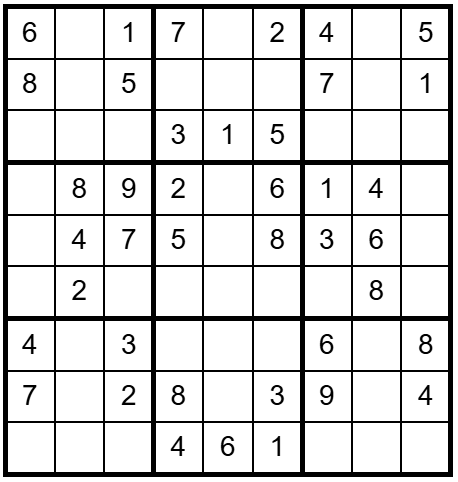 6 1 7 2 4 5
8 5 7 1
3 1 5
8 9 2 6 1 4
4 7 5 8 3 6
2 8
4 3 6 8
7 2 8 3 9 4
4 6 1